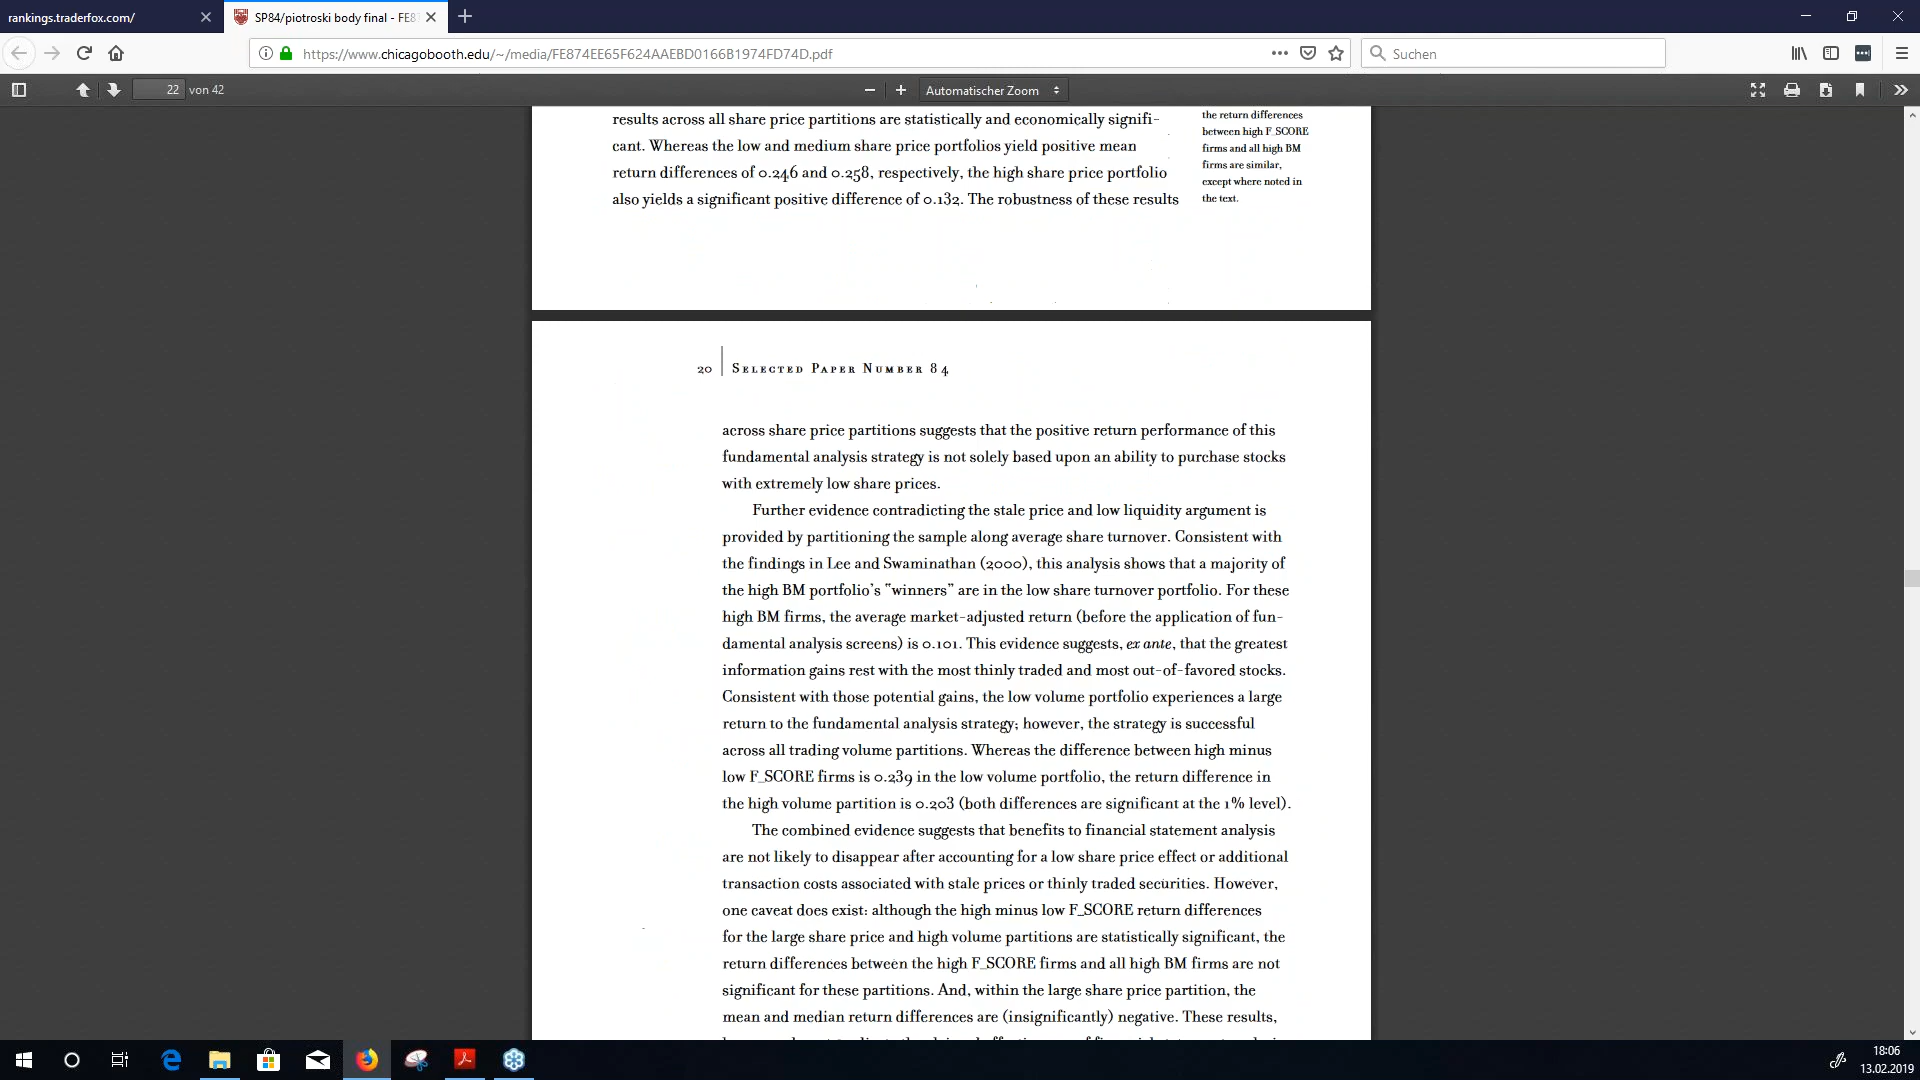 rankings.traderfox.com/
SP84/piotroski body final - FE87
https://www.chicagobooth.edu/~/media/FE874EE65F624AAEBD0166B1974FD74D.pdf
Suchen
22 von 42
Automatischer Zoom
results across all share price partitions are statistically and economically signifi-
cant. Whereas the low and medium share price portfolios yield positive mean
return differences of 0.246 and 0.258, respectively, the high share price portfolio
also yields a significant positive difference of 0.132. The robustness of these results
the return differences
between high F_SCORE
firms and all high BM
firms are similar,
except where noted in
the text.
20 Selected Paper Number 84
across share price partitions suggests that the positive return performance of this
fundamental analysis strategy is not solely based upon an ability to purchase stocks
with extremely low share prices.
Further evidence contradicting the stale price and low liquidity argument is
provided by partitioning the sample along average share turnover. Consistent with
the findings in Lee and Swaminathan (2000), this analysis shows that a majority of
the high BM portfolio's "winners" are in the low share turnover portfolio. For these
high BM firms, the average market-adjusted return (before the application of fun-
damental analysis screens) is 0.101. This evidence suggests, ex ante, that the greatest
information gains rest with the most thinly traded and most out-of-favored stocks.
Consistent with those potential gains, the low volume portfolio experiences a large
return to the fundamental analysis strategy; however, the strategy is successful
across all trading volume partitions. Whereas the difference between high minus
low F_SCORE firms is 0.239 in the low volume portfolio, the return difference in
the high volume partition is 0.203 (both differences are significant at the 1% level).
The combined evidence suggests that benefits to financial statement analysis
are not likely to disappear after accounting for a low share price effect or additional
transaction costs associated with stale prices or thinly traded securities. However,
one caveat does exist: although the high minus low F_SCORE return differences
for the large share price and high volume partitions are statistically significant, the
return differences between the high F_SCORE firms and all high BM firms are not
significant for these partitions. And, within the large share price partition, the
mean and median return differences are (insignificantly) negative. These results,
18:06
13.02.2019